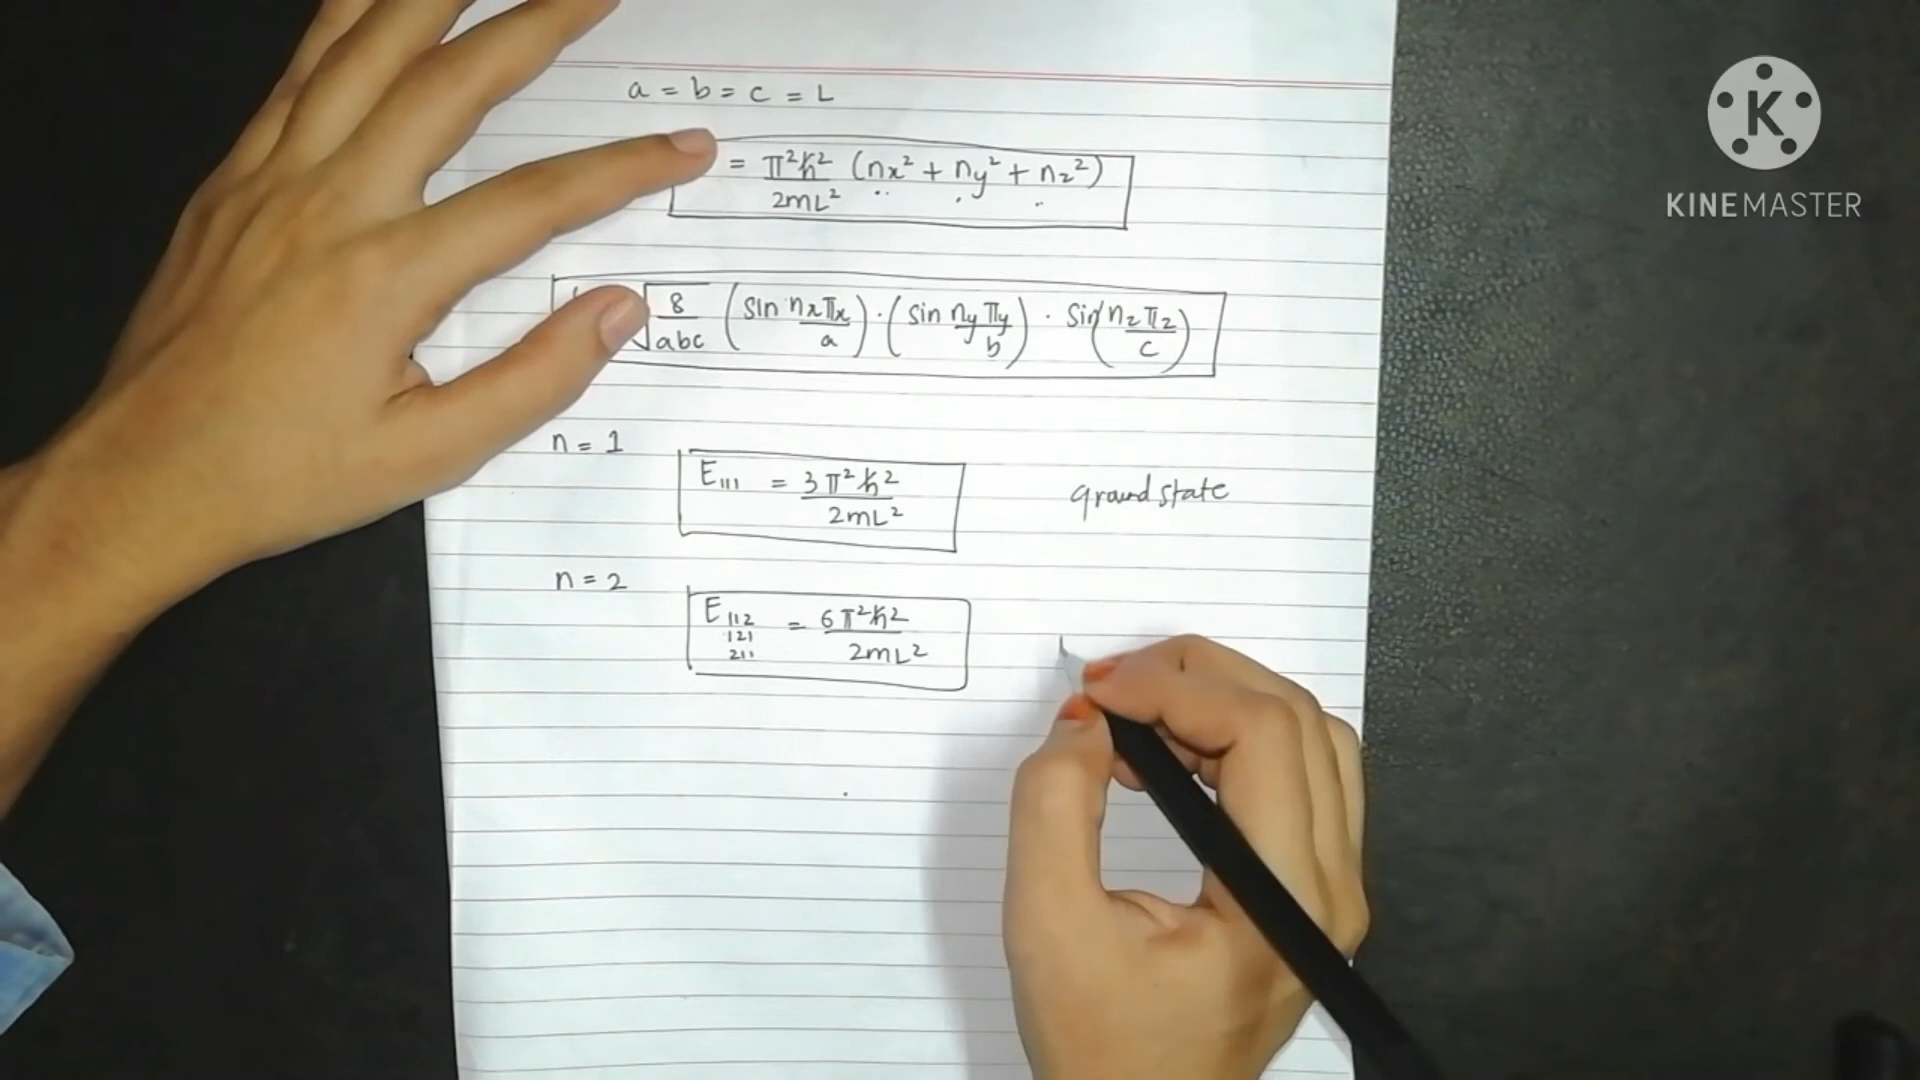 a = b = c = L
= π²ℏ² / 2mL² (nx² + ny² + nz²)
√ 8 / abc (sin nxπx / a) · (sin nyπy / b) · sin(nzπz / c)
n = 1
E111 = 3π²ℏ² / 2mL² Ground state
n = 2
E112 = 6π²ℏ² / 2mL²
121
211
K
KINEMASTER